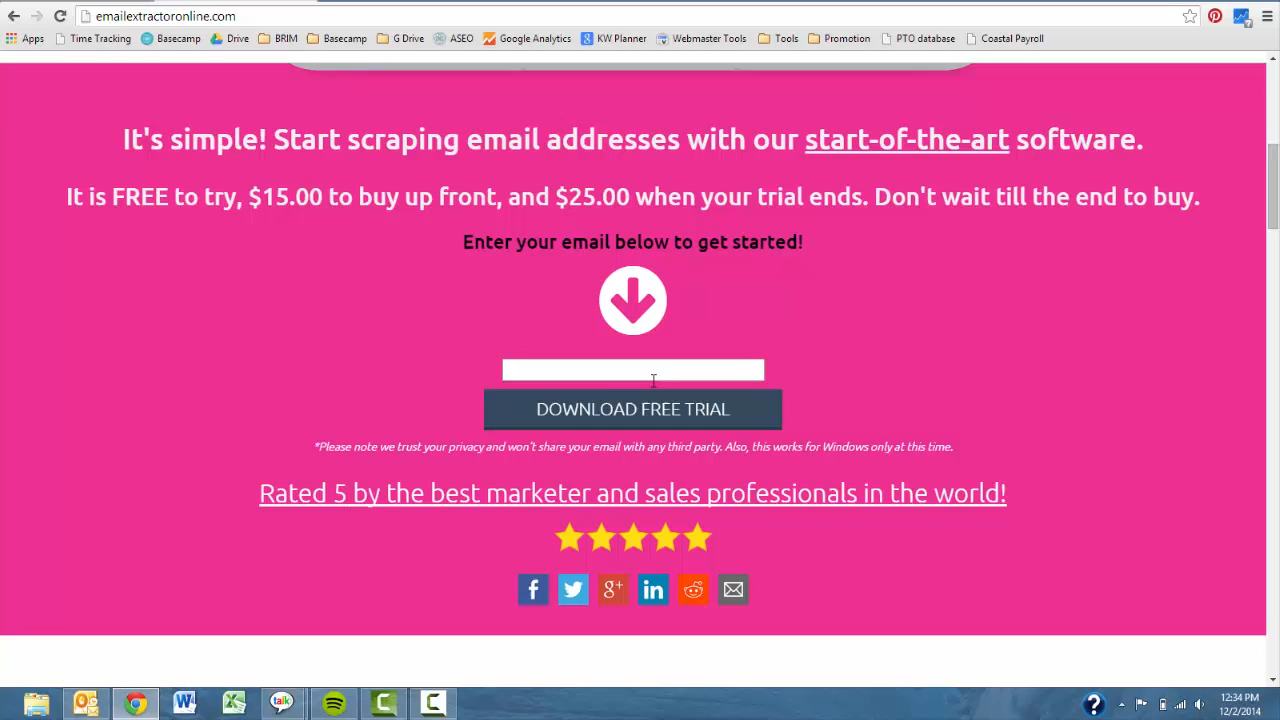 emailextractoronline.com
Apps Time Tracking Basecamp Drive BRIM Basecamp G Drive ASEO Google Analytics KW Planner Webmaster Tools Tools Promotion PTO database Coastal Payroll
It's simple! Start scraping email addresses with our start-of-the-art software.
It is FREE to try, $15.00 to buy up front, and $25.00 when your trial ends. Don't wait till the end to buy.
Enter your email below to get started!
DOWNLOAD FREE TRIAL
*Please note we trust your privacy and won't share your email with any third party. Also, this works for Windows only at this time.
Rated 5 by the best marketer and sales professionals in the world!
talk
12:34 PM
12/2/2014